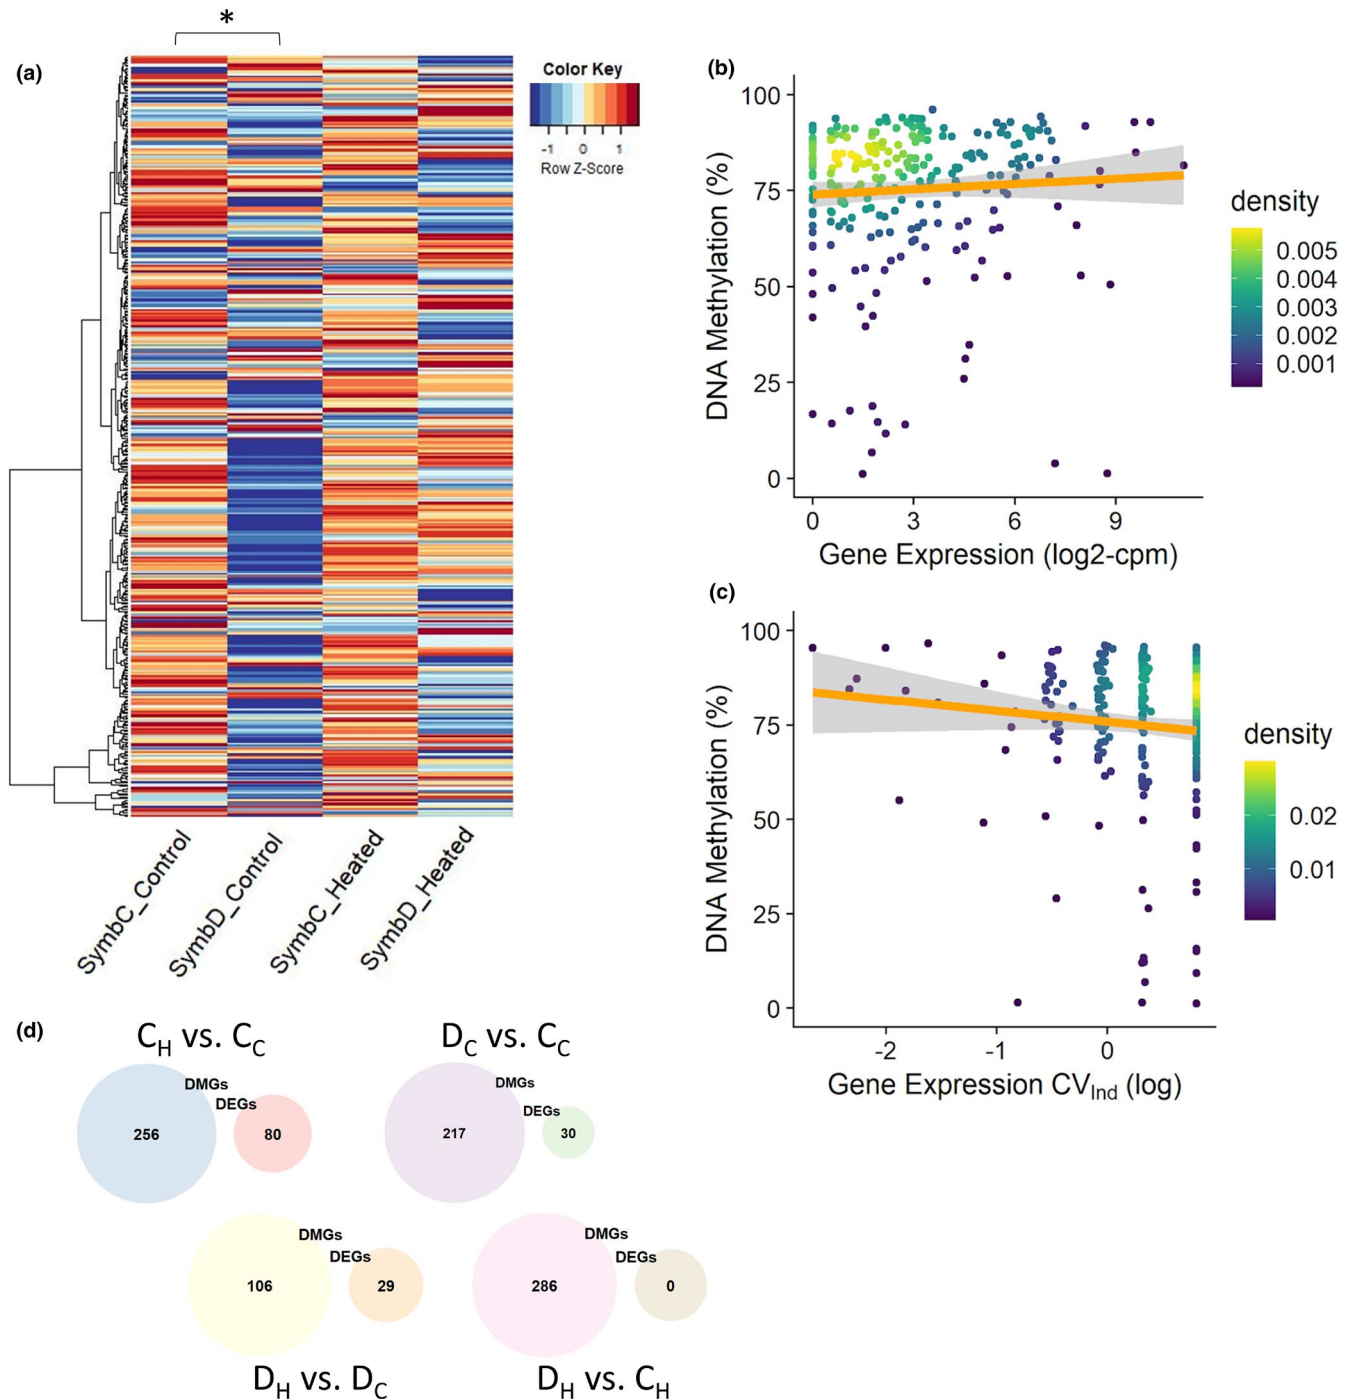 *
(a)
Color Key
-1 0 1
Row Z-Score
SymbC_Control
SymbD_Control
SymbC_Heated
SymbD_Heated
(b)
100
75
50
25
0
DNA Methylation (%)
0 3 6 9
Gene Expression (log2-cpm)
density
0.005
0.004
0.003
0.002
0.001
(c)
100
75
50
25
0
DNA Methylation (%)
-2 -1 0
Gene Expression CVInd (log)
density
0.02
0.01
(d)
CH vs. CC
DMGs
DEGs
256 80
DC vs. CC
DMGs
DEGs
217 30
DMGs
DEGs
106 29
DH vs. DC
DMGs
DEGs
286 0
DH vs. CH